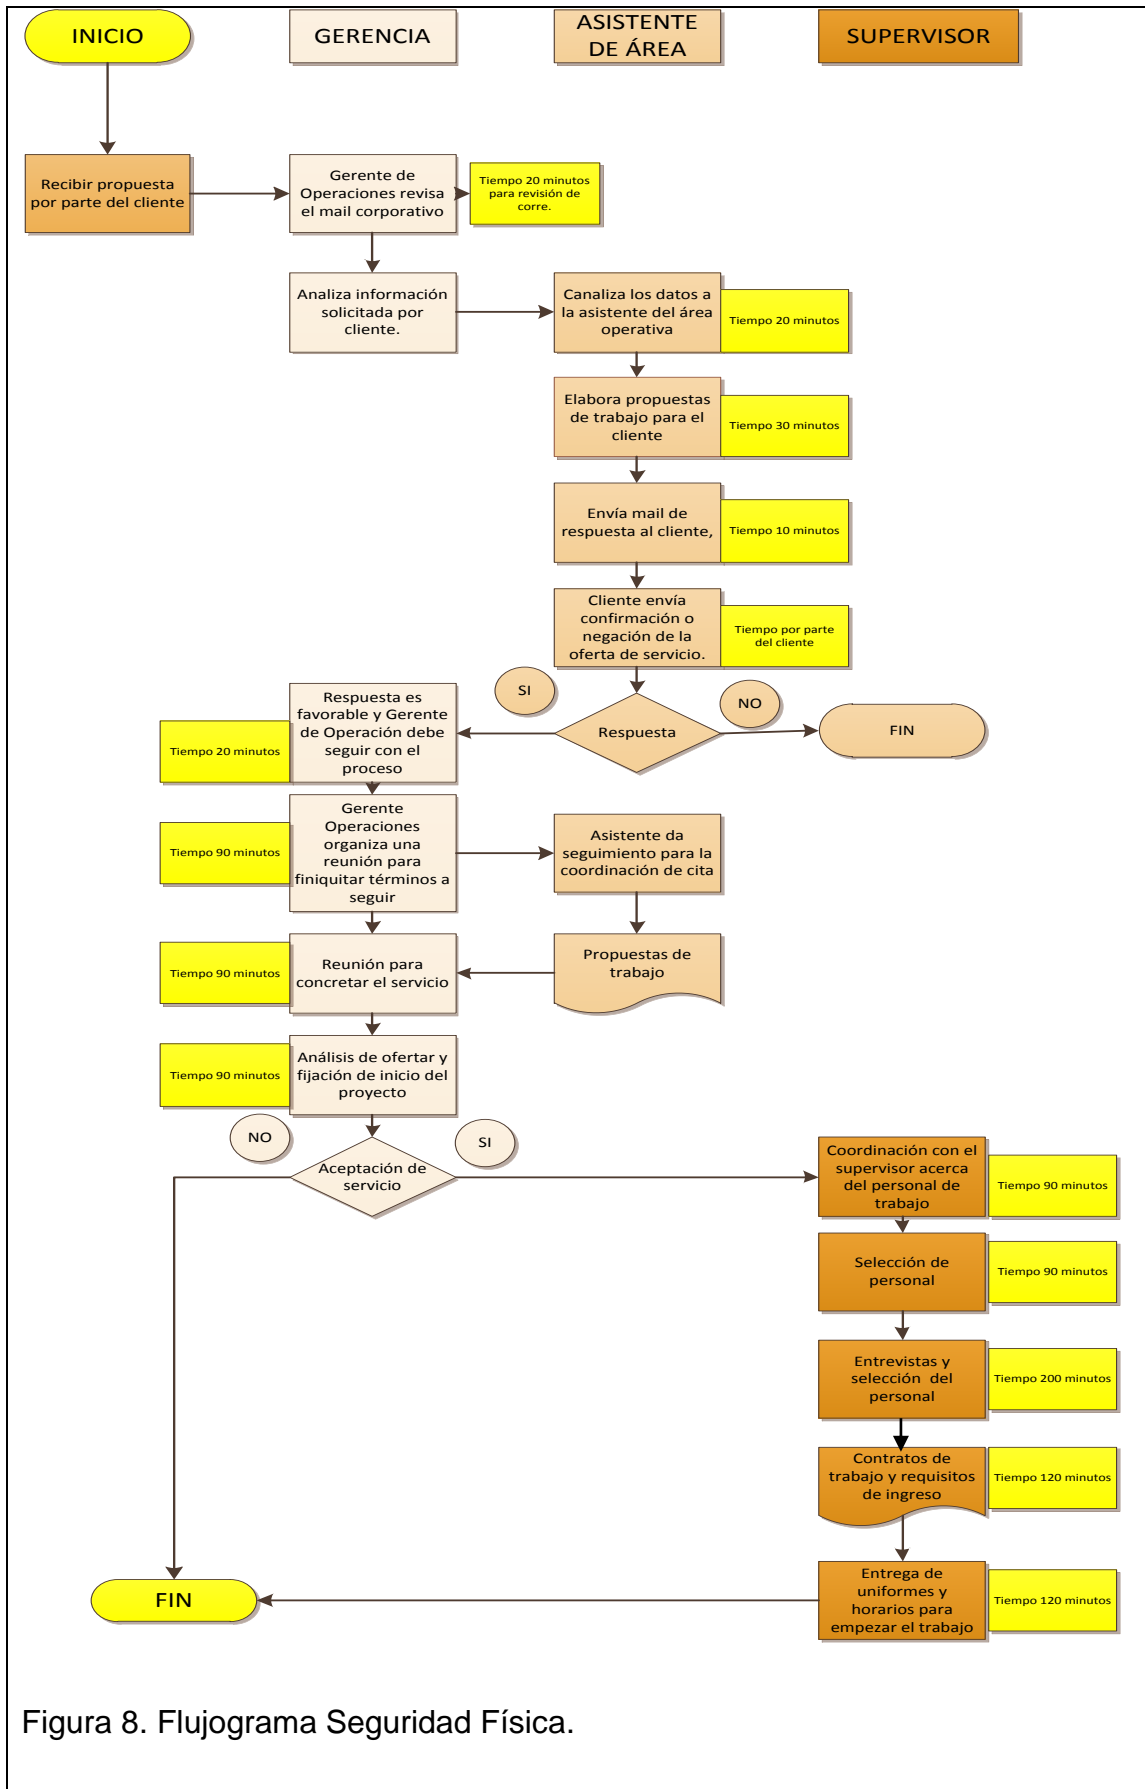 INICIO
GERENCIA
ASISTENTE
DE ÁREA
SUPERVISOR
Recibir propuesta
por parte del cliente
Gerente de
Operaciones revisa
el mail corporativo
Tiempo 20 minutos
para revisión de
corre.
Analiza información
solicitada por
cliente.
Canaliza los datos a
la asistente del área
operativa
Tiempo 20 minutos
Elabora propuestas
de trabajo para el
cliente
Tiempo 30 minutos
Envía mail de
respuesta al cliente,
Tiempo 10 minutos
Cliente envía
confirmación o
negación de la
oferta de servicio.
Tiempo por parte
del cliente
SI
Respuesta
NO
FIN
Respuesta es
favorable y Gerente
de Operación debe
seguir con el
proceso
Tiempo 20 minutos
Gerente
Operaciones
organiza una
reunión para
finiquitar términos a
seguir
Tiempo 90 minutos
Asistente da
seguimiento para la
coordinación de cita
Propuestas de
trabajo
Reunión para
concretar el servicio
Tiempo 90 minutos
Análisis de ofertar y
fijación de inicio del
proyecto
Tiempo 90 minutos
NO
SI
Aceptación de
servicio
Coordinación con el
supervisor acerca
del personal de
trabajo
Tiempo 90 minutos
Selección de
personal
Tiempo 90 minutos
Entrevistas y
selección del
personal
Tiempo 200 minutos
Contratos de
trabajo y requisitos
de ingreso
Tiempo 120 minutos
Entrega de
uniformes y
horarios para
empezar el trabajo
Tiempo 120 minutos
FIN
Figura 8. Flujograma Seguridad Física.